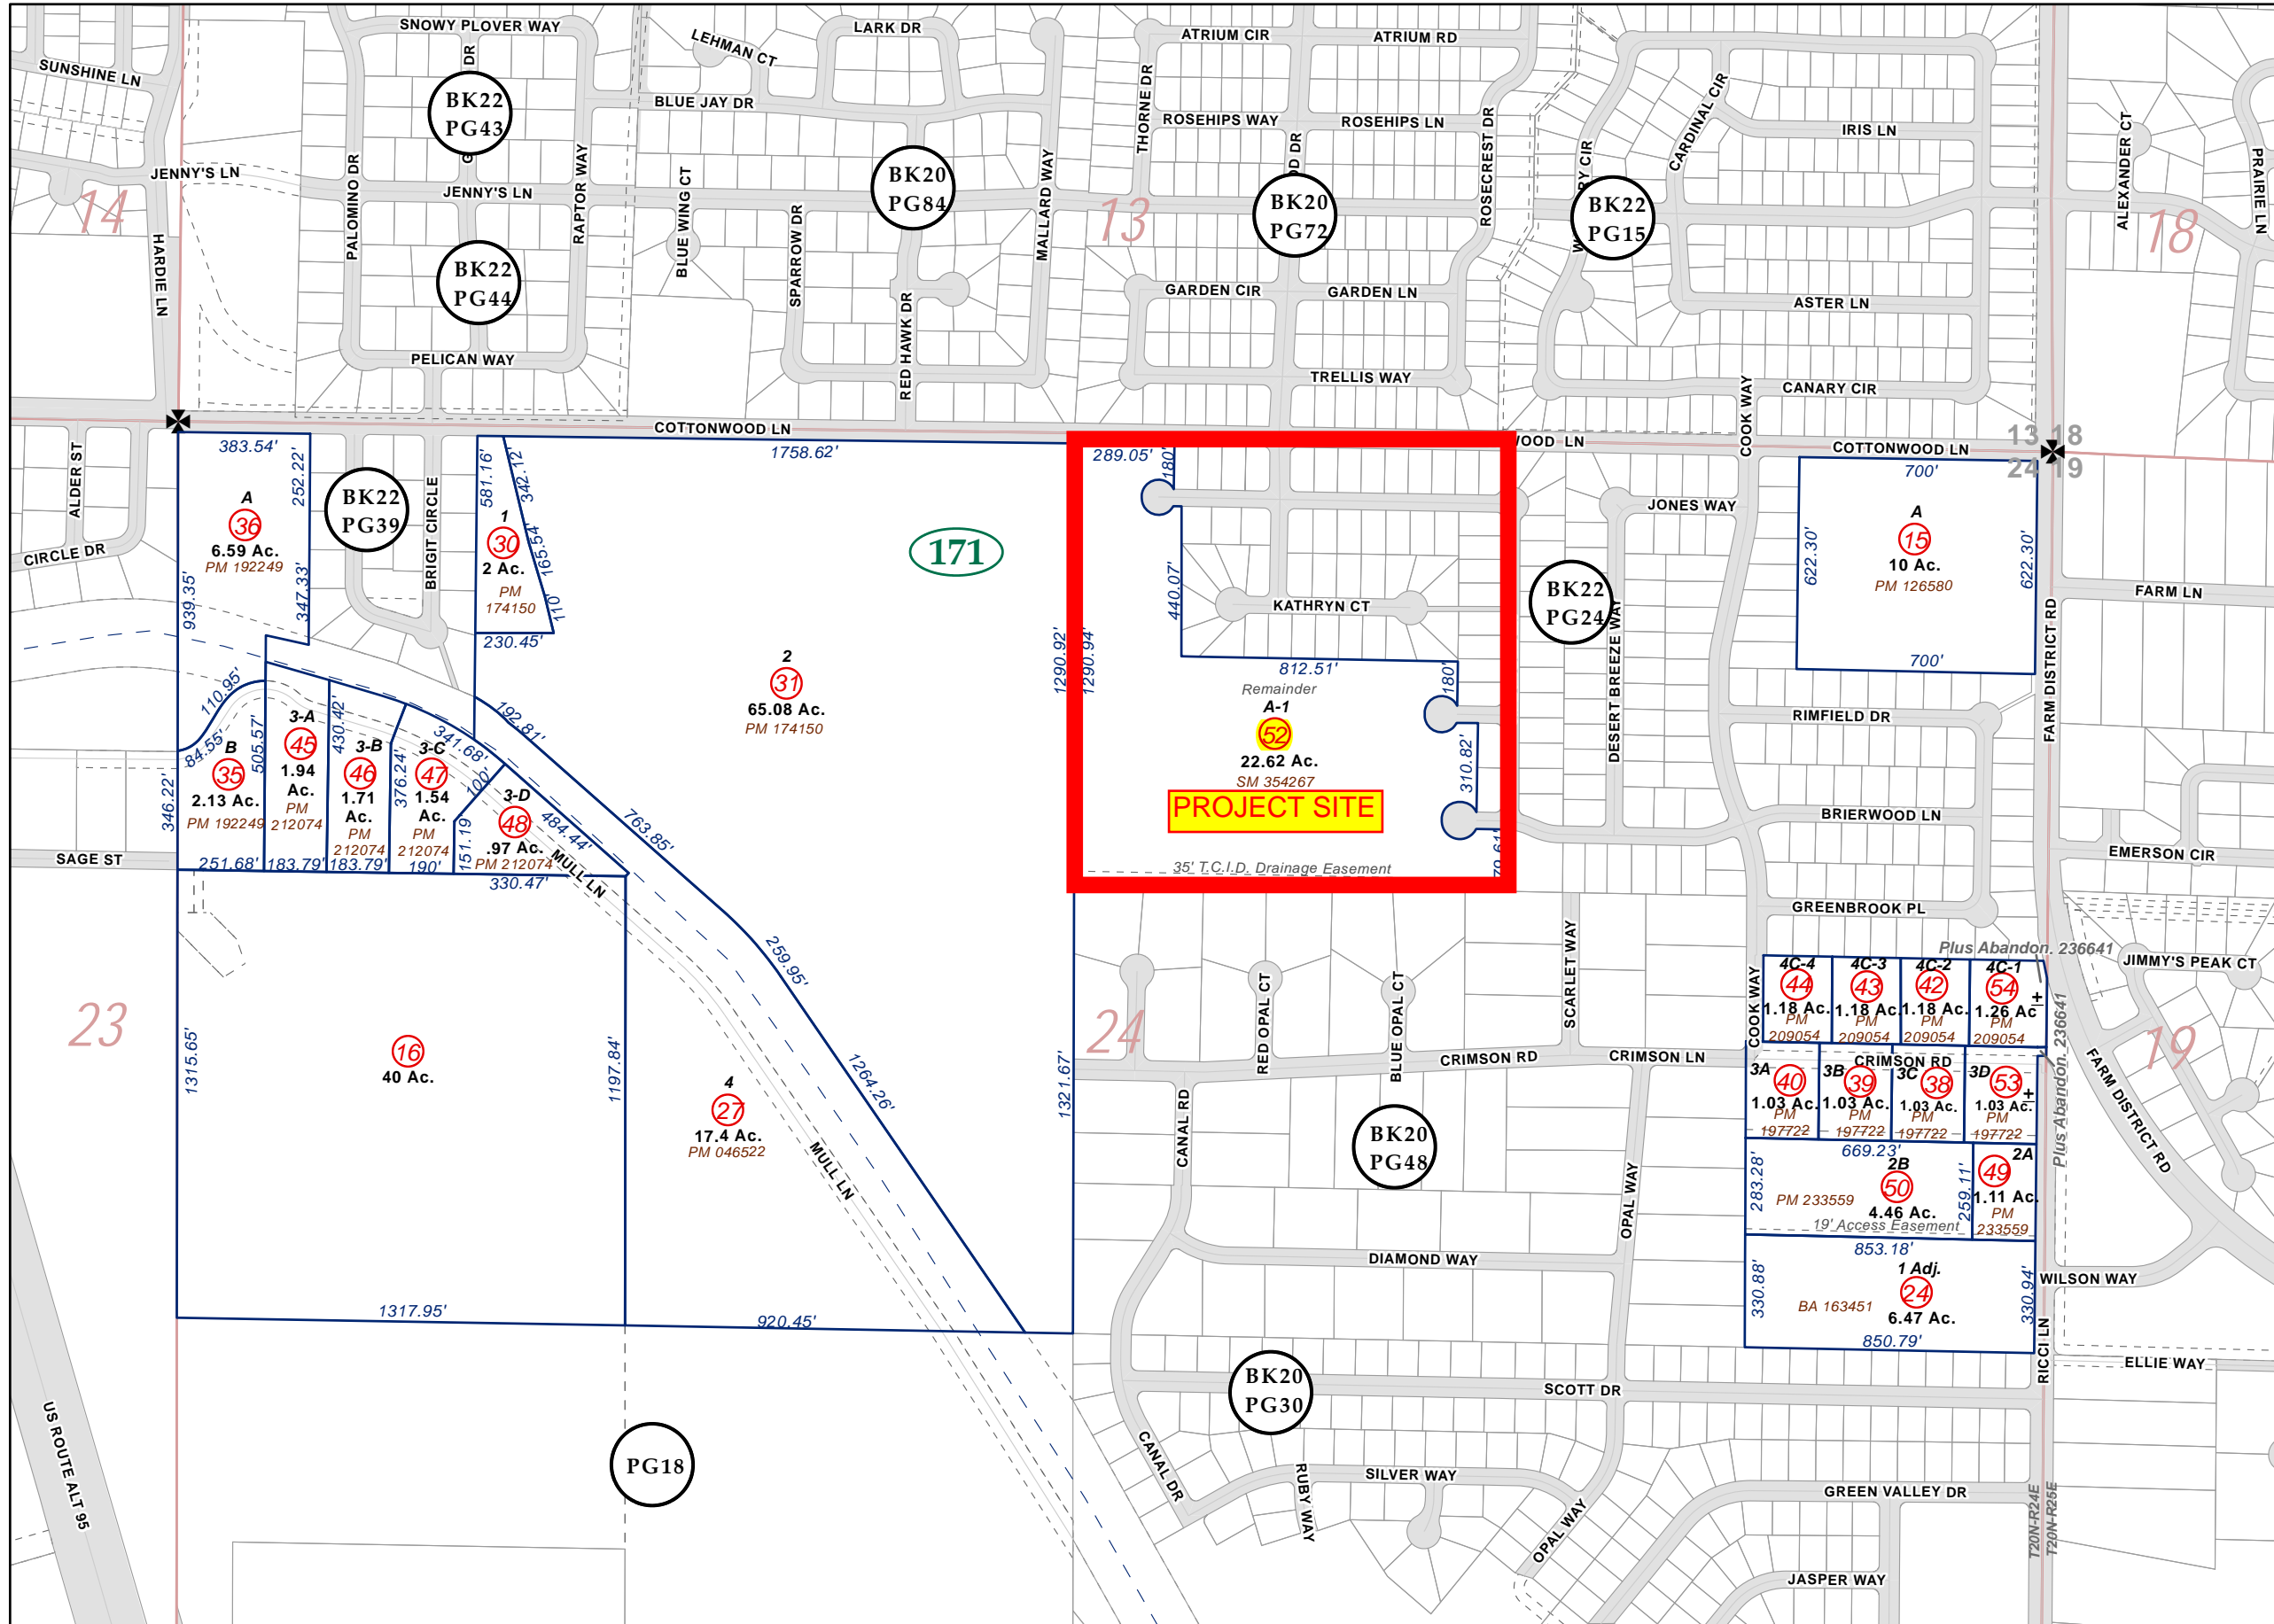 SNOWY PLOVER WAY
LEHMAN CT
LARK DR
ATRIUM CIR
ATRIUM RD
SUNSHINE LN
DR
BK22
PG43
BLUE JAY DR
THORNE DR
ROSEHIPS WAY
ROSEHIPS LN
ROSECREST DR
CARDINAL CIR
IRIS LN
ALEXANDER CT
PRAIRIE LN
JENNY'S LN
14
HARDIE LN
PALOMINO DR
G
JENNY'S LN
RAPTOR WAY
BLUE WING CT
SPARROW DR
BK20
PG84
RED HAWK DR
MALLARD WAY
13
OD DR
BK20
PG72
W
RY CIR
BK22
PG15
18
BK22
PG44
GARDEN CIR
GARDEN LN
ASTER LN
PELICAN WAY
TRELLIS WAY
COOK WAY
CANARY CIR
COTTONWOOD LN
WOOD LN
COTTONWOOD LN
13 18
24 19
ALDER ST
CIRCLE DR
383.54'
252.22'
A
36
6.59 Ac.
PM 192249
939.35'
347.33'
BK22
PG39
BRIGIT CIRCLE
581.16'
342.12'
1
30
2 Ac.
PM
174150
165.54'
110'
230.45'
1758.62'
171
2
31
65.08 Ac.
PM 174150
1290.92'
1290.94'
289.05'
180'
440.07'
KATHRYN CT
812.51'
180'
Remainder
A-1
52
22.62 Ac.
SM 354267
PROJECT SITE
310.82'
79.61'
35' T.C.I.D. Drainage Easement
BK22
PG24
DESERT BREEZE WAY
JONES WAY
700'
A
15
10 Ac.
PM 126580
622.30'
622.30'
700'
FARM DISTRICT RD
FARM LN
RIMFIELD DR
BRIERWOOD LN
EMERSON CIR
GREENBROOK PL
110.95'
84.55'
B
35
2.13 Ac.
PM 192249
346.22'
251.68'
505.57'
3-A
45
1.94
Ac.
PM
212074
183.79'
430.42'
3-B
46
1.71
Ac.
PM
212074
183.79'
376.24'
3-C
47
1.54
Ac.
PM
212074
190'
341.68'
100'
151.19
3-D
48
.97 Ac.
PM 212074
484.44'
330.47'
192.81'
763.85'
MULL LN
SAGE ST
259.95'
1264.26'
23
1315.65'
16
40 Ac.
1197.84'
1317.95'
4
27
17.4 Ac.
PM 046522
MULL LN
920.45'
1321.67'
24
RED OPAL CT
BLUE OPAL CT
SCARLET WAY
CRIMSON RD
CRIMSON LN
CANAL RD
BK20
PG48
OPAL WAY
DIAMOND WAY
COOK WAY
Plus Abandon. 236641
Plus Abandon. 236641
JIMMY'S PEAK CT
4C-4
44
1.18 Ac.
PM
209054
4C-3
43
1.18 Ac.
PM
209054
4C-2
42
1.18 Ac.
PM
209054
4C-1
54
1.26 Ac
±
PM
209054
CRIMSON RD
3A
40
1.03 Ac.
PM
197722
3B
39
1.03 Ac.
PM
197722
3C
38
1.03 Ac.
PM
197722
3D
53
1.03 Ac.
±
PM
197722
669.23'
283.28'
2B
50
PM 233559
4.46 Ac.
19' Access Easement
259.11'
2A
49
1.11 Ac.
PM
233559
853.18'
330.88'
1 Adj.
24
BA 163451
6.47 Ac.
330.94'
850.79'
19
FARM DISTRICT RD
WILSON WAY
RICCI LN
ELLIE WAY
BK20
PG30
SCOTT DR
CANAL DR
SILVER WAY
RUBY WAY
OPAL WAY
GREEN VALLEY DR
JASPER WAY
T20N-R24E
T20N-R25E
PG18
US ROUTE ALT 95